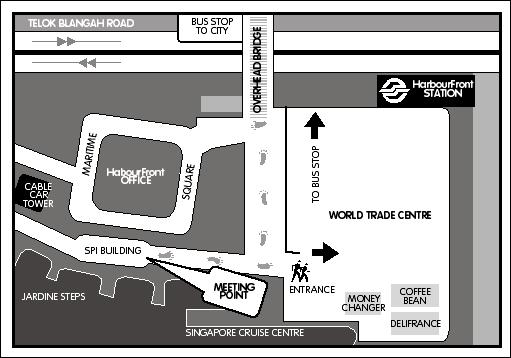 TELOK BLANGAH ROAD
BUS STOP
TO CITY
OVERHEAD BRIDGE
HarbourFront
STATION
MARITIME
SQUARE
HabourFront
OFFICE
TO BUS STOP
CABLE
CAR
TOWER
WORLD TRADE CENTRE
SPI BUILDING
MEETING
POINT
ENTRANCE
JARDINE STEPS
MONEY
CHANGER
COFFEE
BEAN
DELIFRANCE
SINGAPORE CRUISE CENTRE